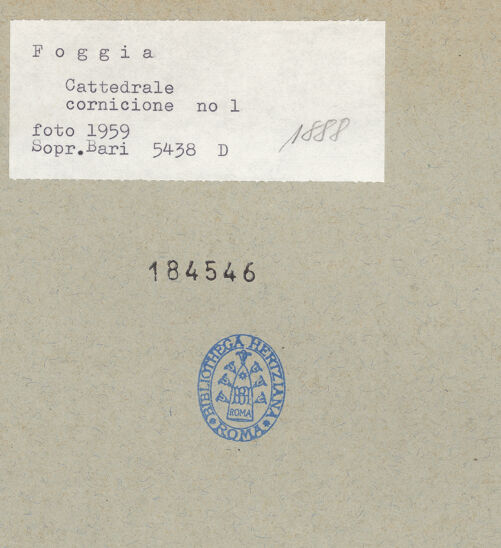 Foggia
Cattedrale
cornicione no 1
foto 1959
Sopr.Bari 5438 D
1888
184546
BIBLIOTHECA HERTZIANA
ROMA
ROMA